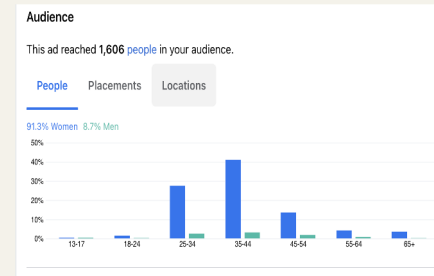 Audience
This ad reached 1,606 people in your audience.
People Placements Locations
91.3% Women 8.7% Men
50%
40%
30%
20%
10%
0%
13-17 18-24 25-34 35-44 45-54 55-64 65+